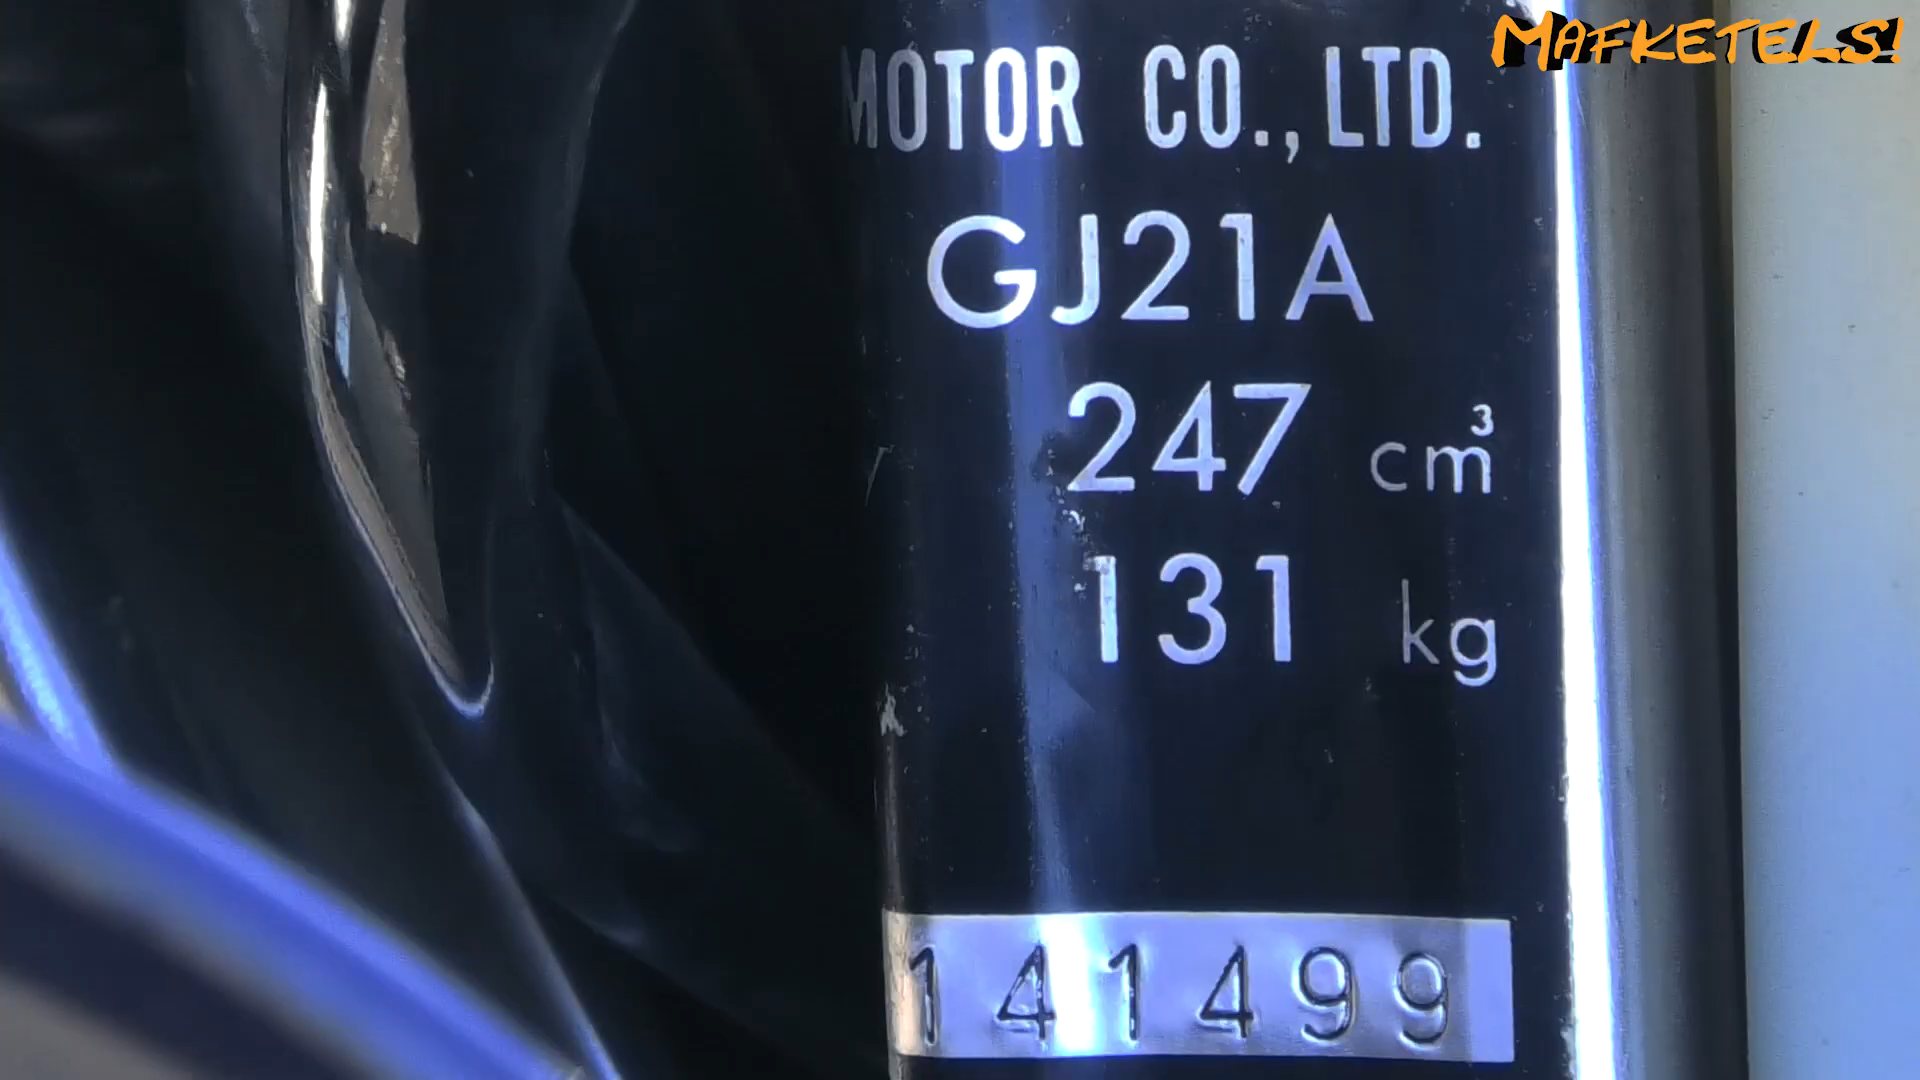 MAFKETELS!
MOTOR CO., LTD.
GJ21A
247 cm³
131 kg
141499